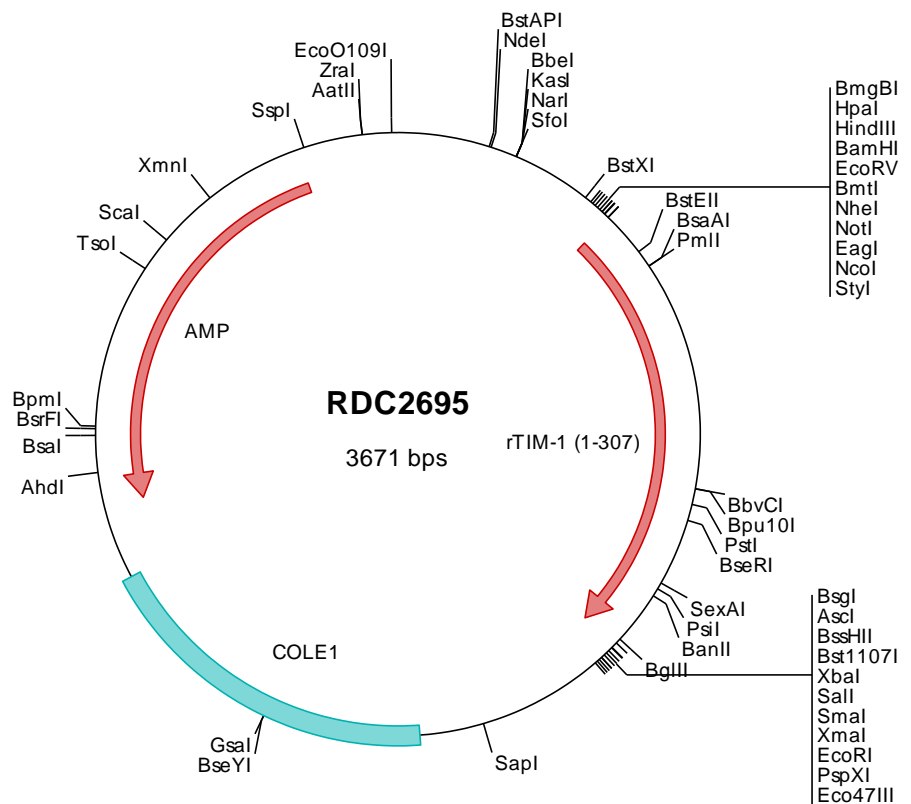 BstAPI
NdeI
EcoO109I
ZraI
AatII
BbeI
KasI
NarI
SfoI
SspI
XmnI
ScaI
TsoI
BstXI
BmgBI
HpaI
HindIII
BamHI
EcoRV
BmtI
NheI
NotI
EagI
NcoI
StyI
BstEII
BsaAI
PmlI
AMP
RDC2695
3671 bps
rTIM-1 (1-307)
BpmI
BsrFI
BsaI
AhdI
BbvCI
Bpu10I
PstI
BseRI
SexAI
PsiI
BanII
BglII
BsgI
AscI
BssHII
Bst1107I
XbaI
SalI
SmaI
XmaI
EcoRI
PspXI
Eco47III
COLE1
GsaI
BseYI
SapI